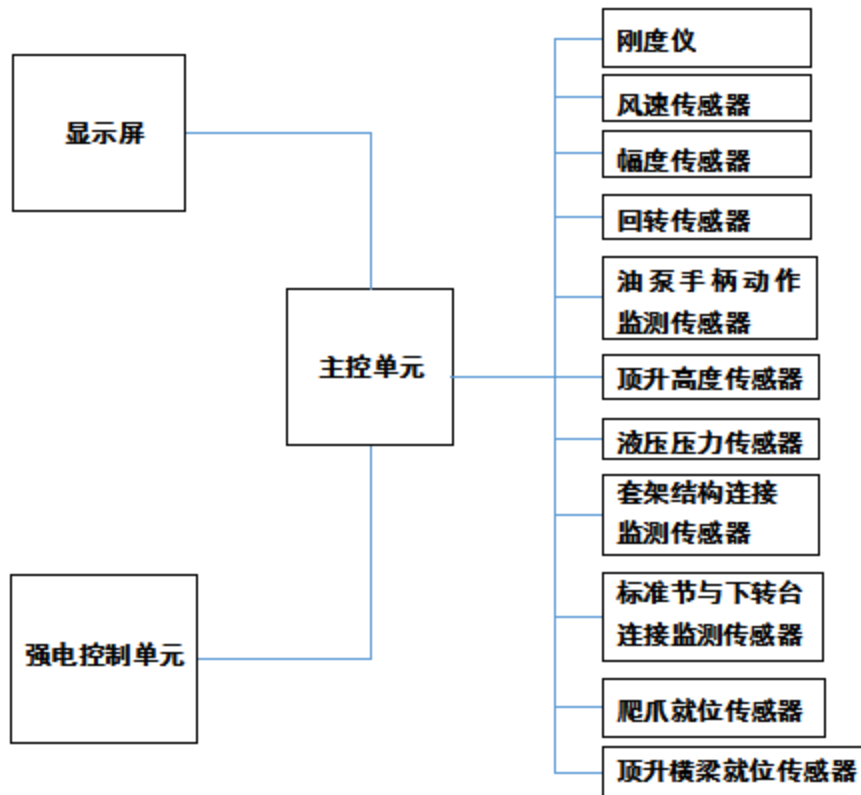 显示屏
主控单元
强电控制单元
刚度仪
风速传感器
幅度传感器
回转传感器
油泵手柄动作
监测传感器
顶升高度传感器
液压压力传感器
套架结构连接
监测传感器
标准节与下转台
连接监测传感器
爬爪就位传感器
顶升横梁就位传感器